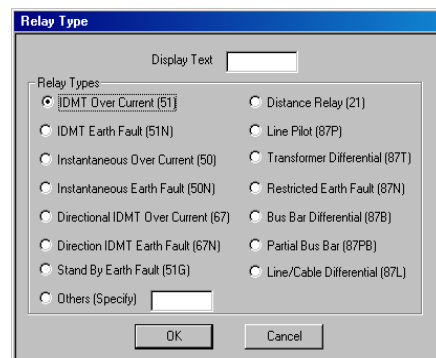 Relay Type
Display Text
Relay Types
IDMT Over Current (51)
IDMT Earth Fault (51N)
Instantaneous Over Current (50)
Instantaneous Earth Fault (50N)
Directional IDMT Over Current (67)
Direction IDMT Earth Fault (67N)
Stand By Earth Fault (51G)
Others (Specify)
Distance Relay (21)
Line Pilot (87P)
Transformer Differential (87T)
Restricted Earth Fault (87N)
Bus Bar Differential (87B)
Partial Bus Bar (87PB)
Line/Cable Differential (87L)
OK
Cancel